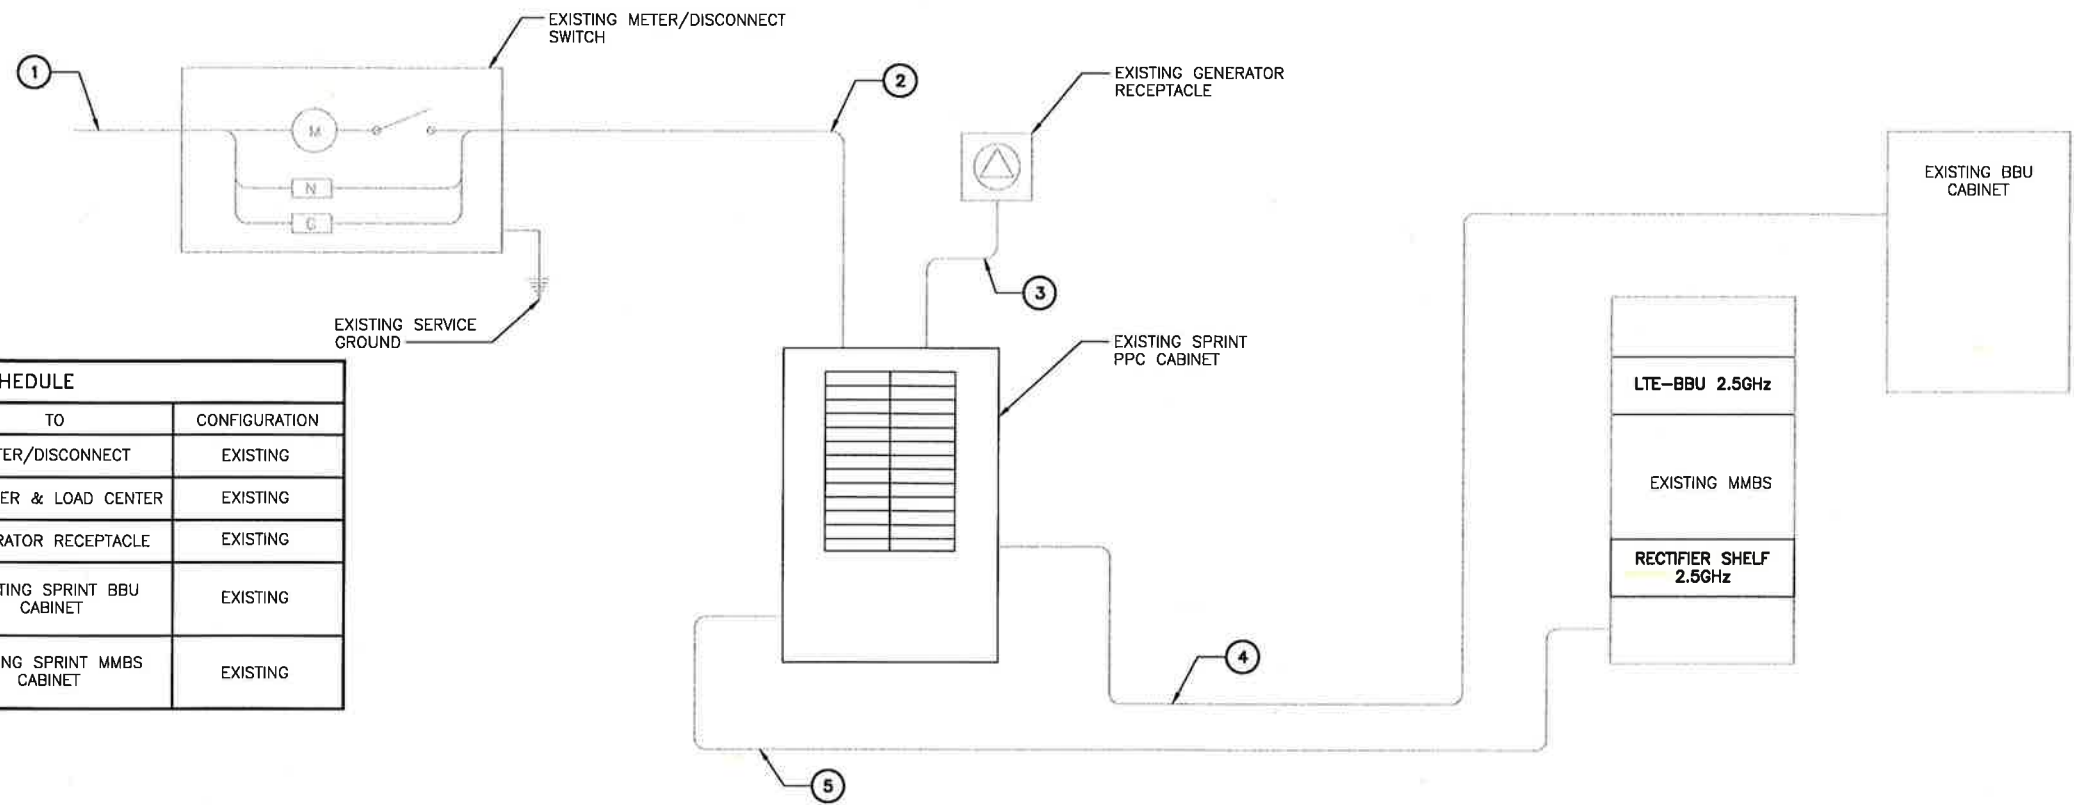 EXISTING METER/DISCONNECT
SWITCH
1
2
M
N
G
EXISTING GENERATOR
RECEPTACLE
3
EXISTING SERVICE
GROUND
EXISTING SPRINT
PPC CABINET
EXISTING BBU
CABINET
LTE-BBU 2.5GHz
EXISTING MMBS
RECTIFIER SHELF
2.5GHz
4
5
HEDULE
TO
CONFIGURATION
TER/DISCONNECT
EXISTING
ER & LOAD CENTER
EXISTING
RATOR RECEPTACLE
EXISTING
TING SPRINT BBU
CABINET
EXISTING
NG SPRINT MMBS
CABINET
EXISTING